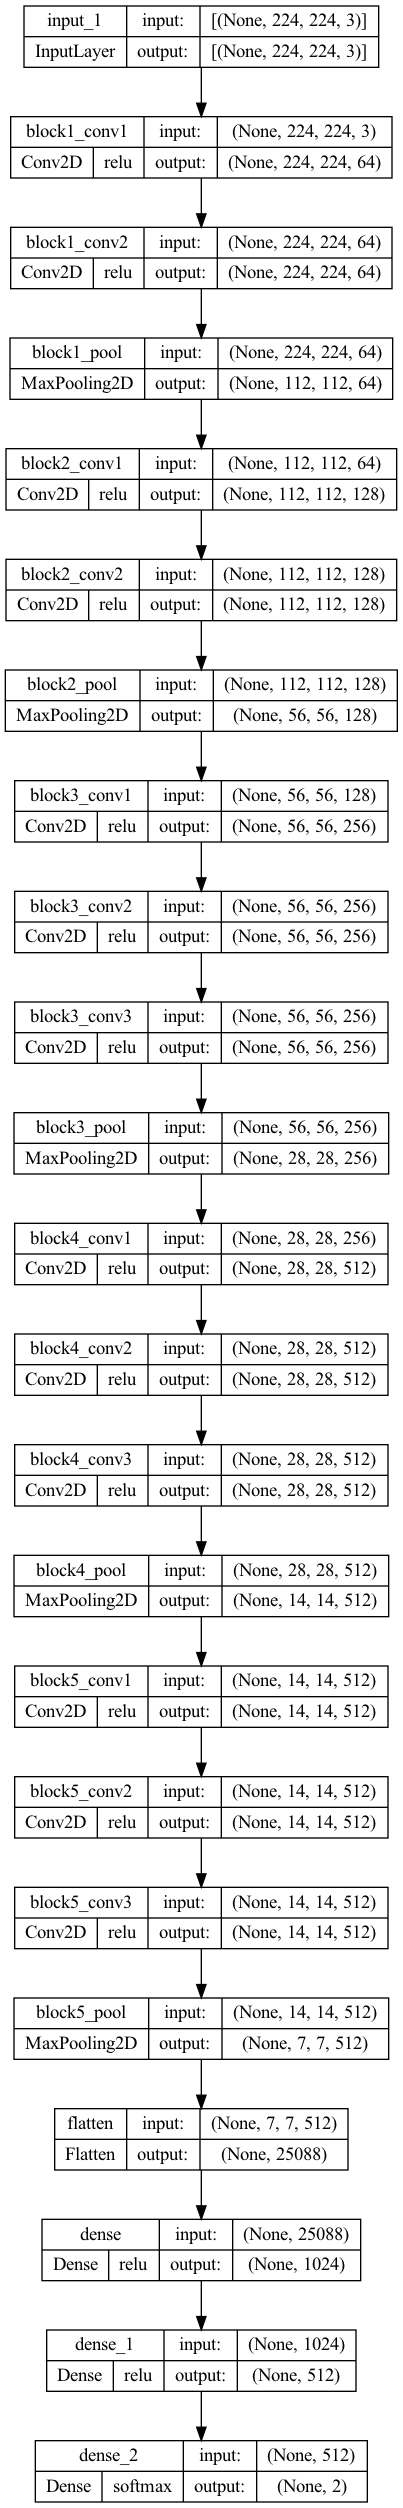 input_1 input: [(None, 224, 224, 3)]
InputLayer output: [(None, 224, 224, 3)]
block1_conv1 input: (None, 224, 224, 3)
Conv2D relu output: (None, 224, 224, 64)
block1_conv2 input: (None, 224, 224, 64)
Conv2D relu output: (None, 224, 224, 64)
block1_pool input: (None, 224, 224, 64)
MaxPooling2D output: (None, 112, 112, 64)
block2_conv1 input: (None, 112, 112, 64)
Conv2D relu output: (None, 112, 112, 128)
block2_conv2 input: (None, 112, 112, 128)
Conv2D relu output: (None, 112, 112, 128)
block2_pool input: (None, 112, 112, 128)
MaxPooling2D output: (None, 56, 56, 128)
block3_conv1 input: (None, 56, 56, 128)
Conv2D relu output: (None, 56, 56, 256)
block3_conv2 input: (None, 56, 56, 256)
Conv2D relu output: (None, 56, 56, 256)
block3_conv3 input: (None, 56, 56, 256)
Conv2D relu output: (None, 56, 56, 256)
block3_pool input: (None, 56, 56, 256)
MaxPooling2D output: (None, 28, 28, 256)
block4_conv1 input: (None, 28, 28, 256)
Conv2D relu output: (None, 28, 28, 512)
block4_conv2 input: (None, 28, 28, 512)
Conv2D relu output: (None, 28, 28, 512)
block4_conv3 input: (None, 28, 28, 512)
Conv2D relu output: (None, 28, 28, 512)
block4_pool input: (None, 28, 28, 512)
MaxPooling2D output: (None, 14, 14, 512)
block5_conv1 input: (None, 14, 14, 512)
Conv2D relu output: (None, 14, 14, 512)
block5_conv2 input: (None, 14, 14, 512)
Conv2D relu output: (None, 14, 14, 512)
block5_conv3 input: (None, 14, 14, 512)
Conv2D relu output: (None, 14, 14, 512)
block5_pool input: (None, 14, 14, 512)
MaxPooling2D output: (None, 7, 7, 512)
flatten input: (None, 7, 7, 512)
Flatten output: (None, 25088)
dense input: (None, 25088)
Dense relu output: (None, 1024)
dense_1 input: (None, 1024)
Dense relu output: (None, 512)
dense_2 input: (None, 512)
Dense softmax output: (None, 2)